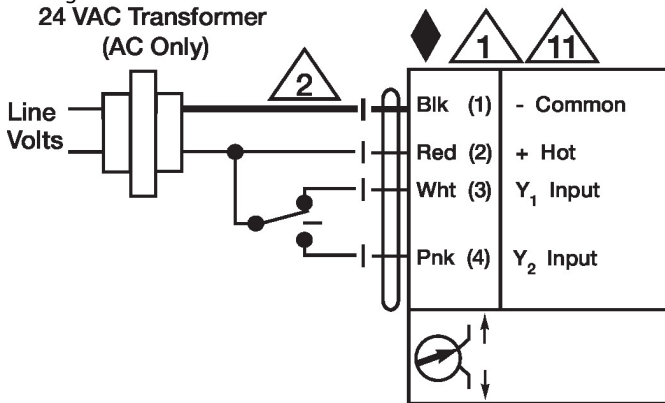 24 VAC Transformer
(AC Only)
1
11
2
Line
Volts
Blk (1) - Common
Red (2) + Hot
Wht (3) Y1 Input
Pnk (4) Y2 Input